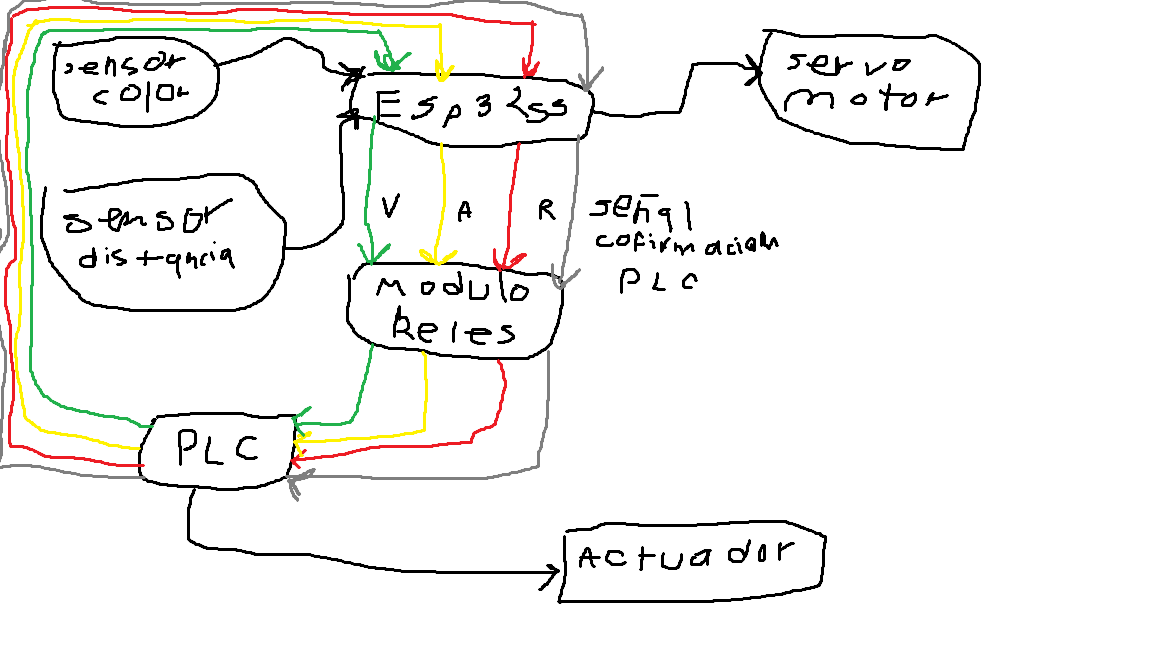 sensor
color
Esp32ss
servo
motor
sensor
distancia
V
A
R
señal
cofirmacion
PLC
Modulo
Reles
PLC
Actuador